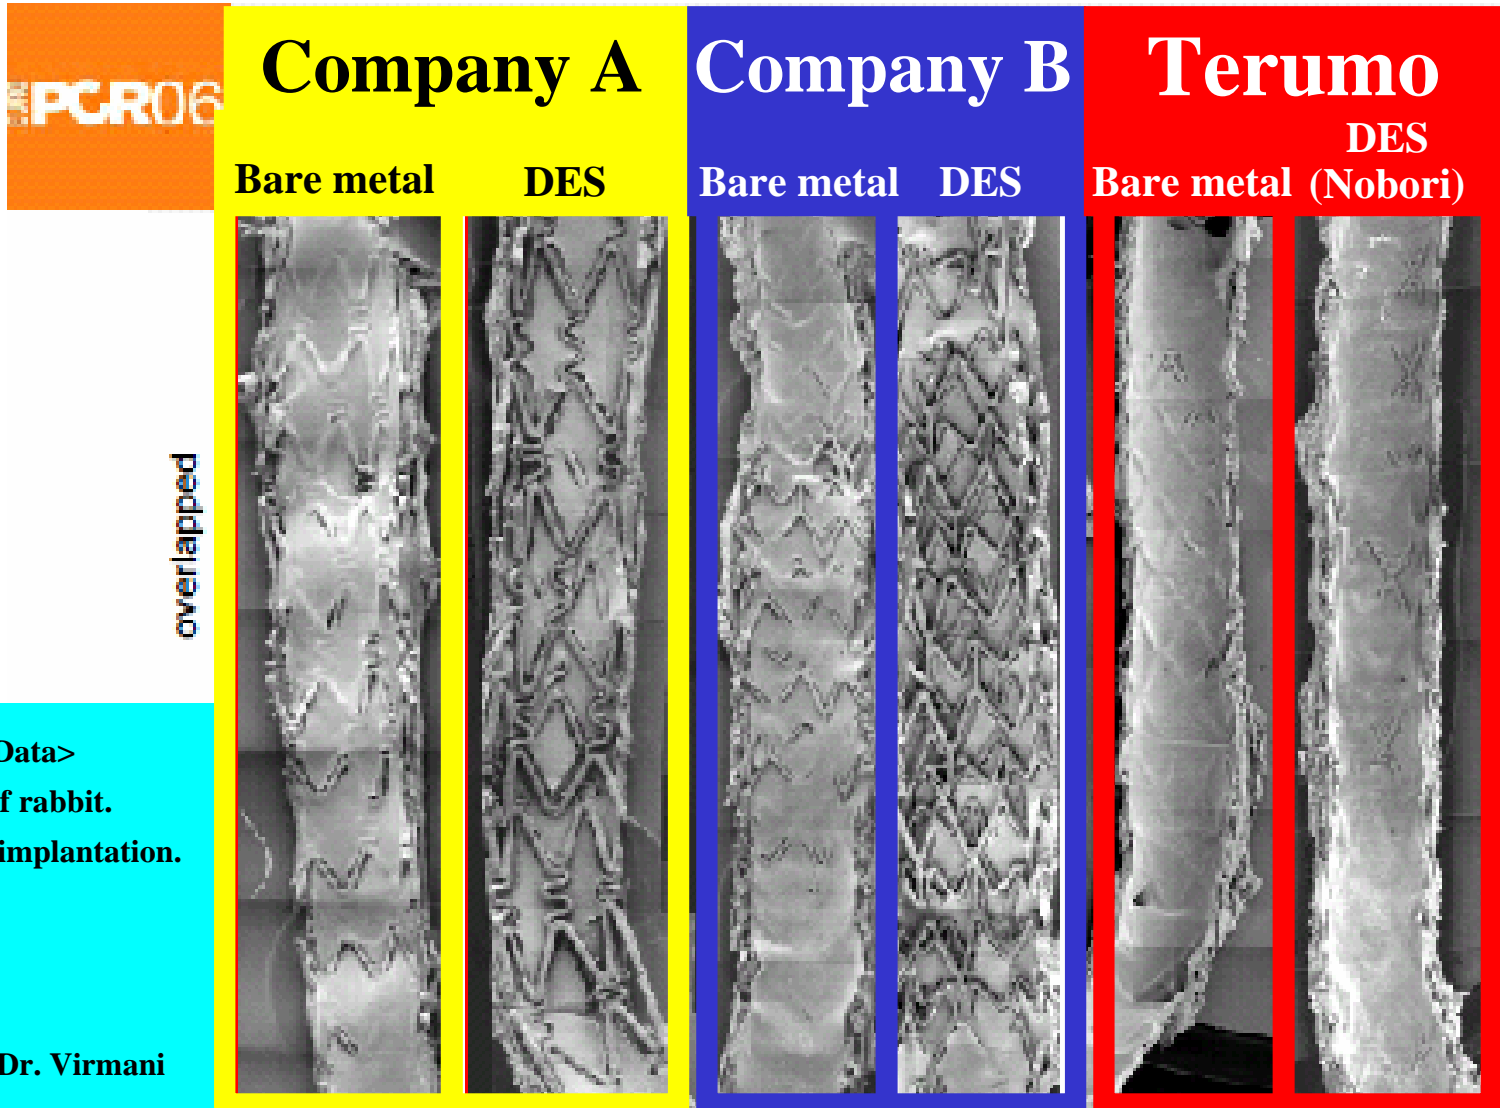 EURO
PCR06
Company A
Company B
Terumo
Bare metal
DES
Bare metal
DES
Bare metal
DES
(Nobori)
overlapped
Data>
f rabbit.
implantation.
Dr. Virmani